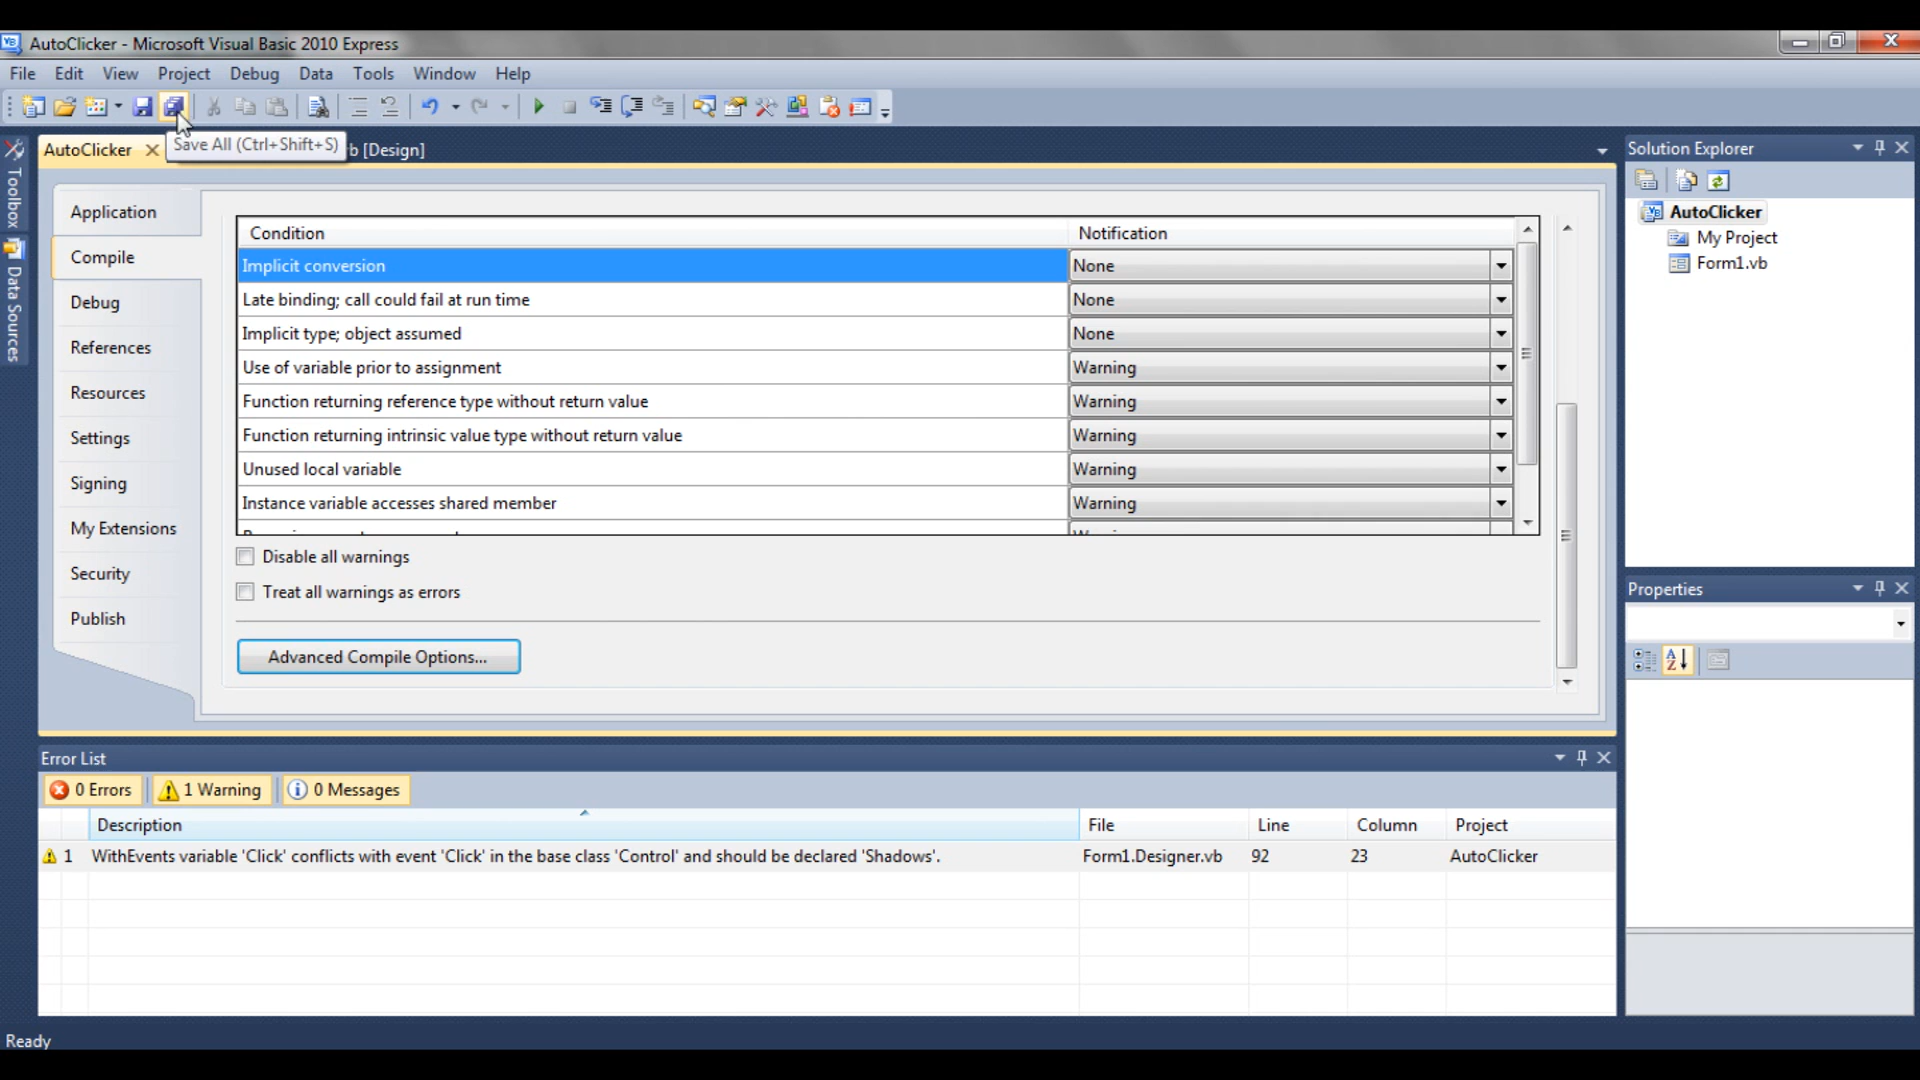 AutoClicker - Microsoft Visual Basic 2010 Express
File Edit View Project Debug Data Tools Window Help
Save All (Ctrl+Shift+S)
AutoClicker
b [Design]
Toolbox
Data Sources
Application
Compile
Debug
References
Resources
Settings
Signing
My Extensions
Security
Publish
Condition Notification
Implicit conversion None
Late binding; call could fail at run time None
Implicit type; object assumed None
Use of variable prior to assignment Warning
Function returning reference type without return value Warning
Function returning intrinsic value type without return value Warning
Unused local variable Warning
Instance variable accesses shared member Warning
Disable all warnings
Treat all warnings as errors
Advanced Compile Options...
Solution Explorer
AutoClicker
My Project
Form1.vb
Properties
Error List
0 Errors 1 Warning 0 Messages
Description File Line Column Project
1 WithEvents variable 'Click' conflicts with event 'Click' in the base class 'Control' and should be declared 'Shadows'. Form1.Designer.vb 92 23 AutoClicker
Ready